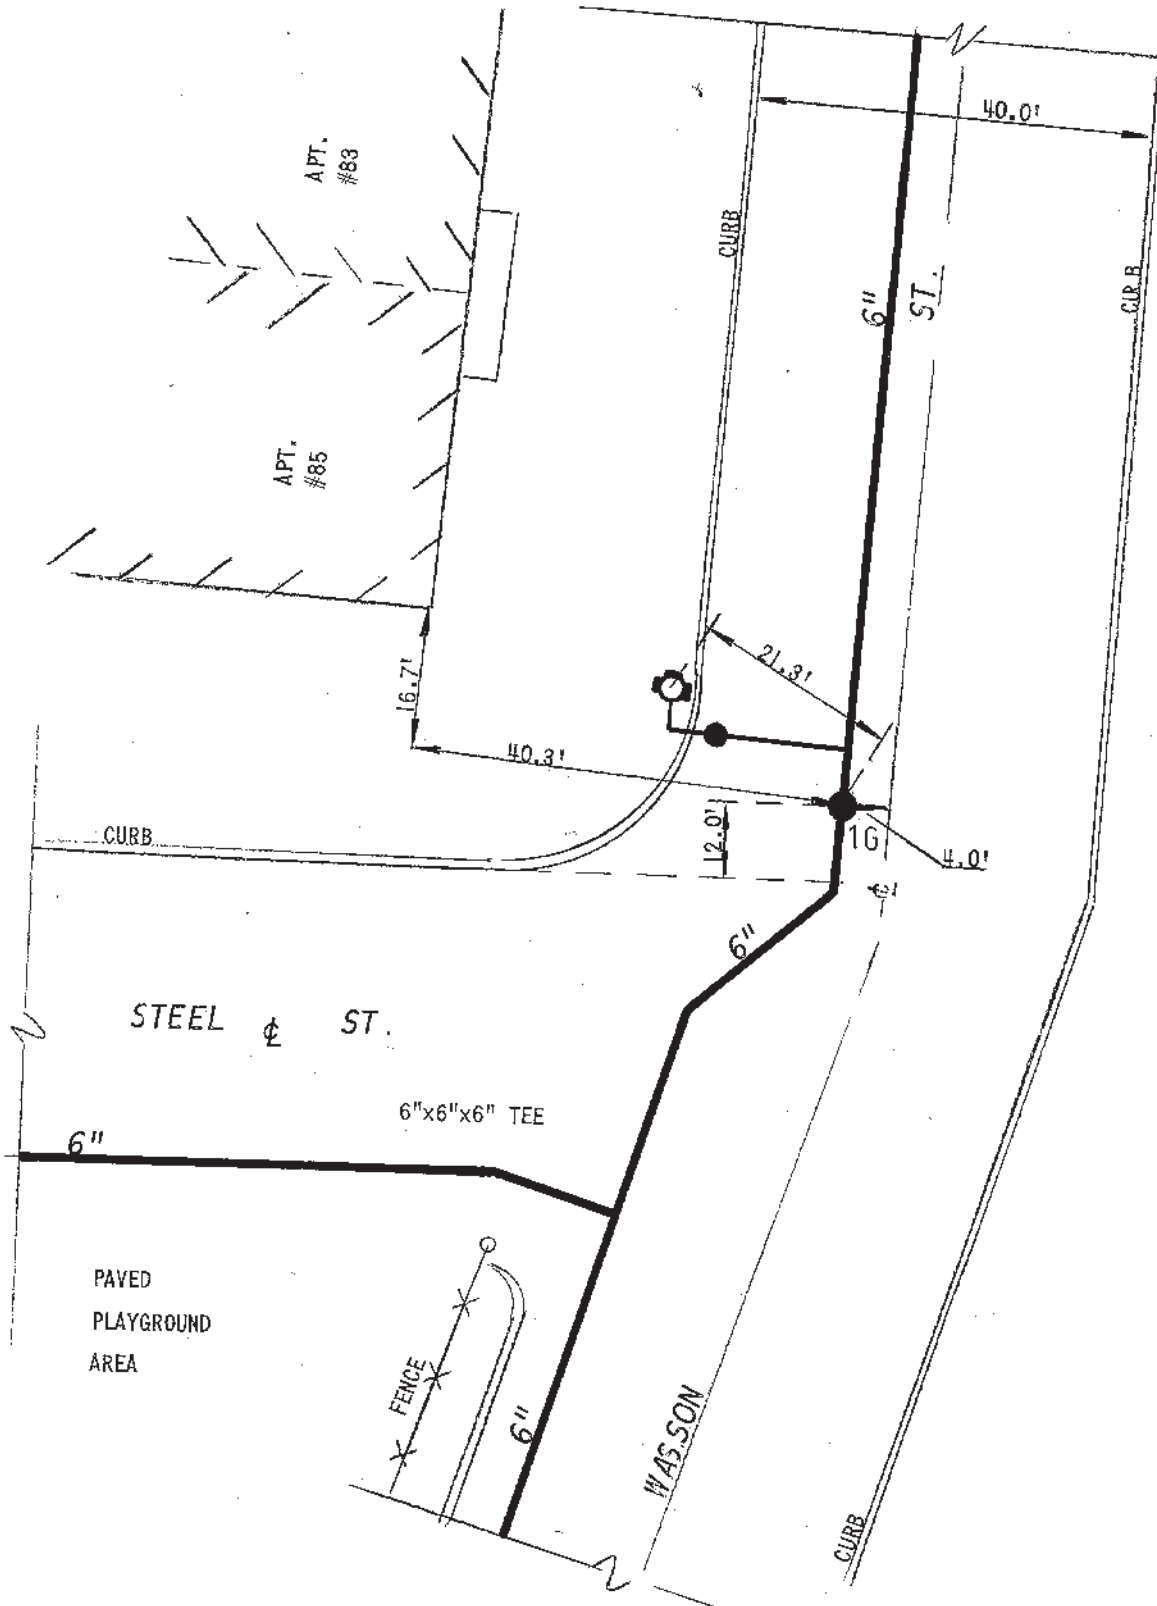 40.0'
APT.
#83
CURB
CURB
6"
ST.
APT.
#85
21.3'
16.7'
40.3'
12.0'
1G
4.0'
CURB
℄
6"
STEEL ℄ ST.
6"x6"x6" TEE
6"
PAVED
PLAYGROUND
AREA
FENCE
6"
WASSON
CURB